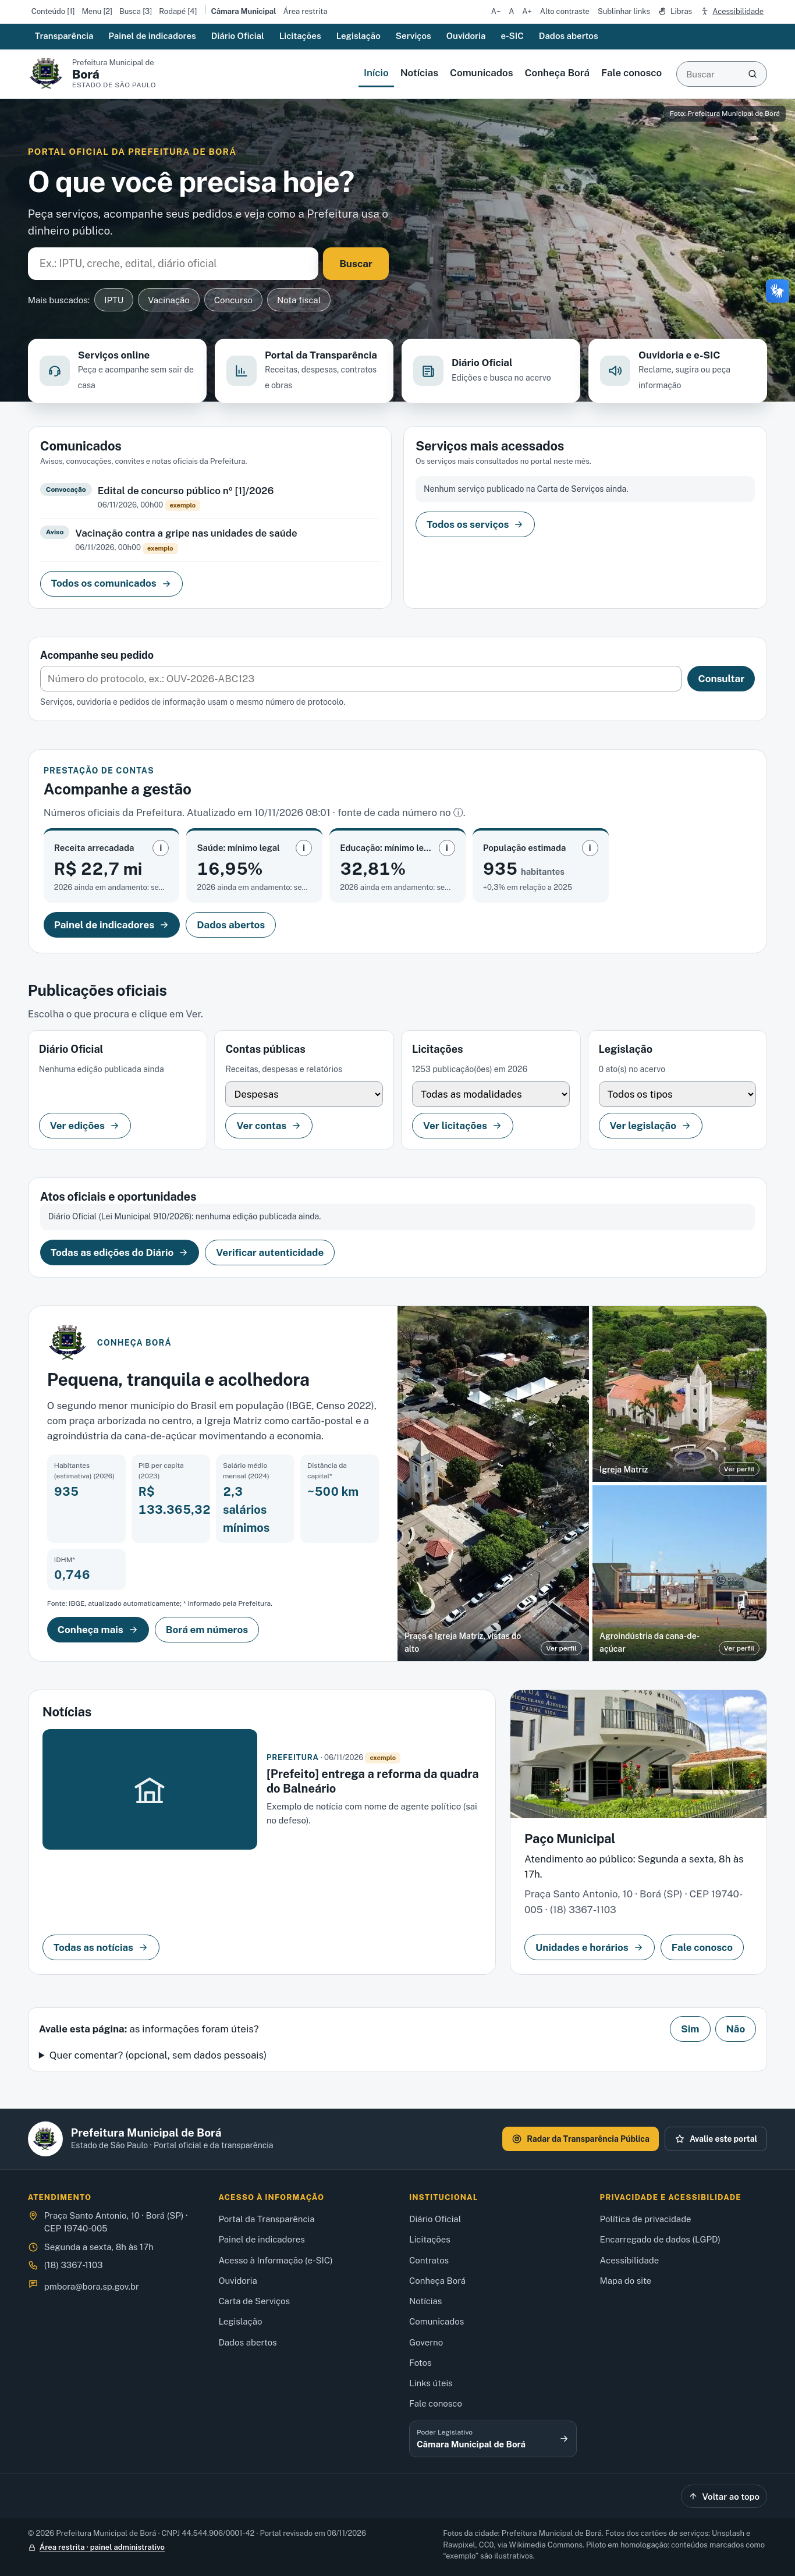 Conteúdo [1] Menu [2] Busca [3] Rodapé [4] Câmara Municipal Área restrita A− A A+ Alto contraste Sublinhar links Libras Acessibilidade
Transparência Painel de indicadores Diário Oficial Licitações Legislação Serviços Ouvidoria e-SIC Dados abertos
Prefeitura Municipal de
Borá
ESTADO DE SÃO PAULO
Início Notícias Comunicados Conheça Borá Fale conosco Buscar
Foto: Prefeitura Municipal de Borá
PORTAL OFICIAL DA PREFEITURA DE BORÁ
O que você precisa hoje?
Peça serviços, acompanhe seus pedidos e veja como a Prefeitura usa o
dinheiro público.
Ex.: IPTU, creche, edital, diário oficial Buscar
Mais buscados: IPTU Vacinação Concurso Nota fiscal
Serviços online
Peça e acompanhe sem sair de
casa
Portal da Transparência
Receitas, despesas, contratos
e obras
Diário Oficial
Edições e busca no acervo
Ouvidoria e e-SIC
Reclame, sugira ou peça
informação
Comunicados
Avisos, convocações, convites e notas oficiais da Prefeitura.
Convocação Edital de concurso público nº [1]/2026
06/11/2026, 00h00 exemplo
Aviso Vacinação contra a gripe nas unidades de saúde
06/11/2026, 00h00 exemplo
Todos os comunicados →
Serviços mais acessados
Os serviços mais consultados no portal neste mês.
Nenhum serviço publicado na Carta de Serviços ainda.
Todos os serviços →
Acompanhe seu pedido
Número do protocolo, ex.: OUV-2026-ABC123 Consultar
Serviços, ouvidoria e pedidos de informação usam o mesmo número de protocolo.
PRESTAÇÃO DE CONTAS
Acompanhe a gestão
Números oficiais da Prefeitura. Atualizado em 10/11/2026 08:01 · fonte de cada número no ⓘ.
Receita arrecadada i
R$ 22,7 mi
2026 ainda em andamento: se...
Saúde: mínimo legal i
16,95%
2026 ainda em andamento: se...
Educação: mínimo le... i
32,81%
2026 ainda em andamento: se...
População estimada i
935 habitantes
+0,3% em relação a 2025
Painel de indicadores → Dados abertos
Publicações oficiais
Escolha o que procura e clique em Ver.
Diário Oficial
Nenhuma edição publicada ainda
Ver edições →
Contas públicas
Receitas, despesas e relatórios
Despesas
Ver contas →
Licitações
1253 publicação(ões) em 2026
Todas as modalidades
Ver licitações →
Legislação
0 ato(s) no acervo
Todos os tipos
Ver legislação →
Atos oficiais e oportunidades
Diário Oficial (Lei Municipal 910/2026): nenhuma edição publicada ainda.
Todas as edições do Diário → Verificar autenticidade
CONHEÇA BORÁ
Pequena, tranquila e acolhedora
O segundo menor município do Brasil em população (IBGE, Censo 2022),
com praça arborizada no centro, a Igreja Matriz como cartão-postal e a
agroindústria da cana-de-açúcar movimentando a economia.
Habitantes
(estimativa) (2026)
935
PIB per capita
(2023)
R$
133.365,32
Salário médio
mensal (2024)
2,3
salários
mínimos
Distância da
capital*
~500 km
IDHM*
0,746
Fonte: IBGE, atualizado automaticamente; * informado pela Prefeitura.
Conheça mais → Borá em números
Praça e Igreja Matriz, vistas do
alto
Ver perfil
Igreja Matriz Ver perfil
Agroindústria da cana-de-
açúcar
Ver perfil
Notícias
PREFEITURA · 06/11/2026 exemplo
[Prefeito] entrega a reforma da quadra
do Balneário
Exemplo de notícia com nome de agente político (sai
no defeso).
Todas as notícias →
Paço Municipal
Atendimento ao público: Segunda a sexta, 8h às
17h.
Praça Santo Antonio, 10 · Borá (SP) · CEP 19740-
005 · (18) 3367-1103
Unidades e horários → Fale conosco
Avalie esta página: as informações foram úteis? Sim Não
Quer comentar? (opcional, sem dados pessoais)
Prefeitura Municipal de Borá
Estado de São Paulo · Portal oficial e da transparência
Radar da Transparência Pública Avalie este portal
ATENDIMENTO
Praça Santo Antonio, 10 · Borá (SP) ·
CEP 19740-005
Segunda a sexta, 8h às 17h
(18) 3367-1103
pmbora@bora.sp.gov.br
ACESSO À INFORMAÇÃO
Portal da Transparência
Painel de indicadores
Acesso à Informação (e-SIC)
Ouvidoria
Carta de Serviços
Legislação
Dados abertos
INSTITUCIONAL
Diário Oficial
Licitações
Contratos
Conheça Borá
Notícias
Comunicados
Governo
Fotos
Links úteis
Fale conosco
Poder Legislativo
Câmara Municipal de Borá →
PRIVACIDADE E ACESSIBILIDADE
Política de privacidade
Encarregado de dados (LGPD)
Acessibilidade
Mapa do site
Voltar ao topo
© 2026 Prefeitura Municipal de Borá · CNPJ 44.544.906/0001-42 · Portal revisado em 06/11/2026
Área restrita · painel administrativo
Fotos da cidade: Prefeitura Municipal de Borá. Fotos dos cartões de serviços: Unsplash e
Rawpixel, CC0, via Wikimedia Commons. Piloto em homologação: conteúdos marcados como
“exemplo” são ilustrativos.